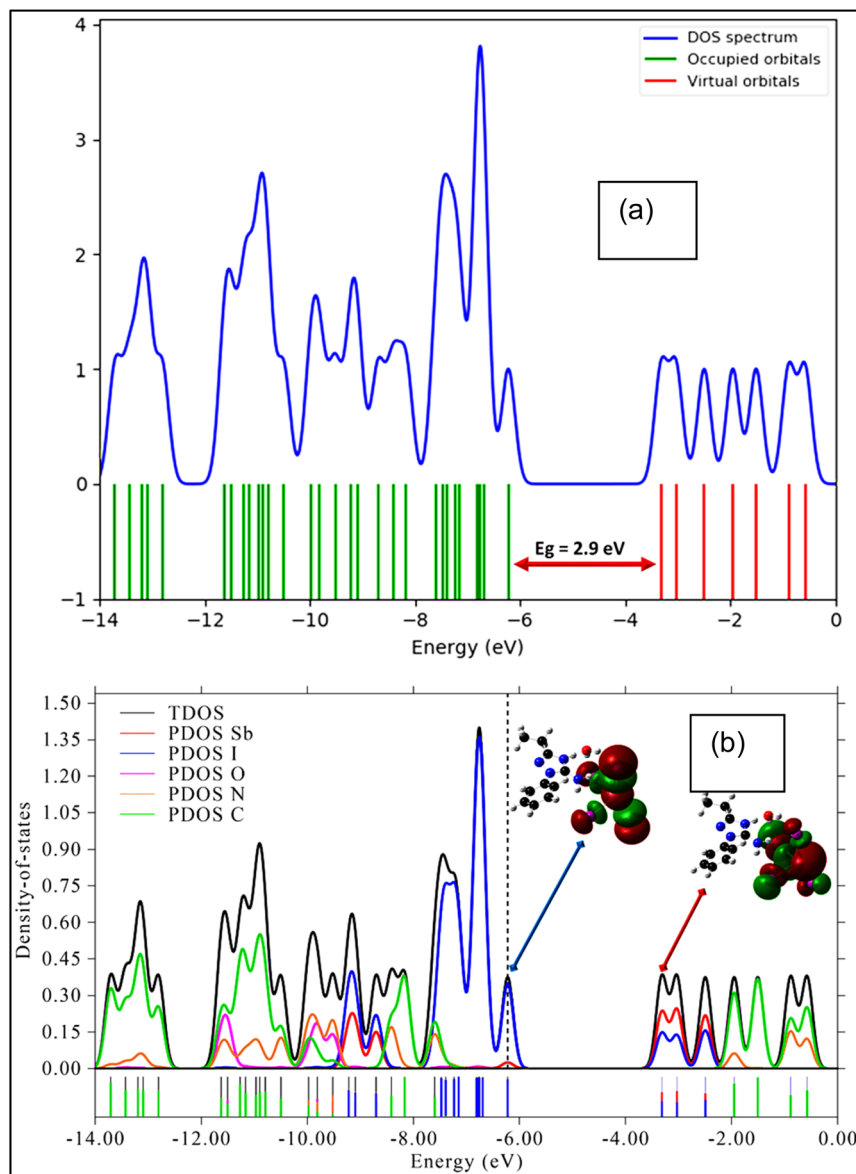 4
3
2
1
0
−1
DOS spectrum
Occupied orbitals
Virtual orbitals
(a)
Eg = 2.9 eV
−14 −12 −10 −8 −6 −4 −2 0
Energy (eV)
1.50
1.35
1.20
1.05
0.90
0.75
0.60
0.45
0.30
0.15
0.00
Density-of-states
TDOS
PDOS Sb
PDOS I
PDOS O
PDOS N
PDOS C
(b)
-14.00 -12.00 -10.00 -8.00 -6.00 -4.00 -2.00 0.00
Energy (eV)